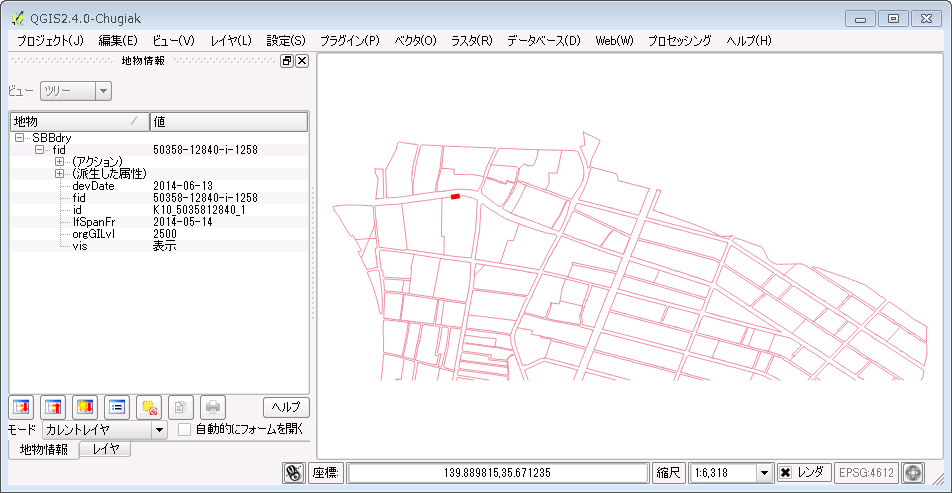 QGIS2.4.0-Chugiak
プロジェクト(J) 編集(E) ビュー(V) レイヤ(L) 設定(S) プラグイン(P) ベクタ(O) ラスタ(R) データベース(D) Web(W) プロセッシング ヘルプ(H)
地物情報
ビュー ツリー
地物 値
SBBdry
fid 50358-12840-i-1258
(アクション)
(派生した属性)
devDate 2014-06-13
fid 50358-12840-i-1258
id K10_5035812840_1
lfSpanFr 2014-05-14
orgGILvl 2500
vis 表示
ヘルプ
モード カレントレイヤ 自動的にフォームを開く
地物情報 レイヤ
座標: 139.889815,35.671235 縮尺 1:6,318 レンダ EPSG:4612